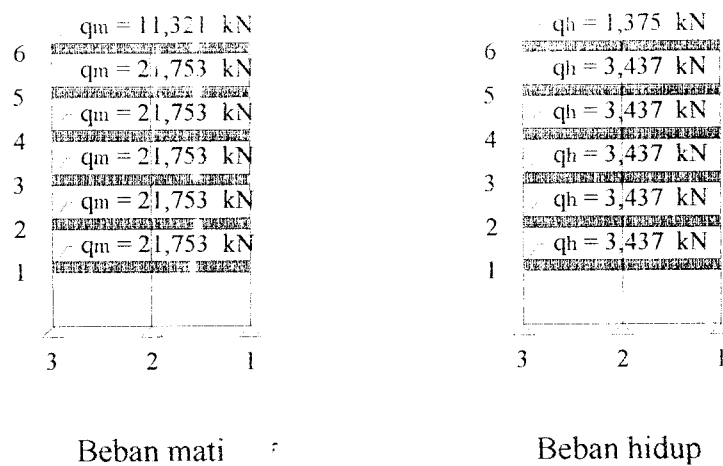 qm = 11,321 kN
6
qm = 21,753 kN
5
qm = 21,753 kN
4
qm = 21,753 kN
3
qm = 21,753 kN
2
qm = 21,753 kN
1
3 2 1
Beban mati
qh = 1,375 kN
6
qh = 3,437 kN
5
qh = 3,437 kN
4
qh = 3,437 kN
3
qh = 3,437 kN
2
qh = 3,437 kN
1
3 2 1
Beban hidup